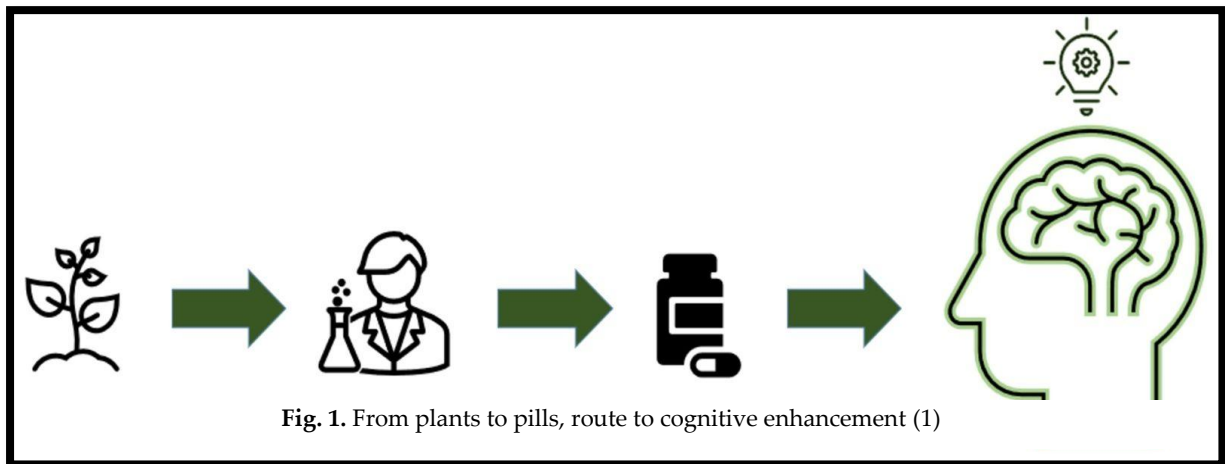 Fig. 1. From plants to pills, route to cognitive enhancement (1)